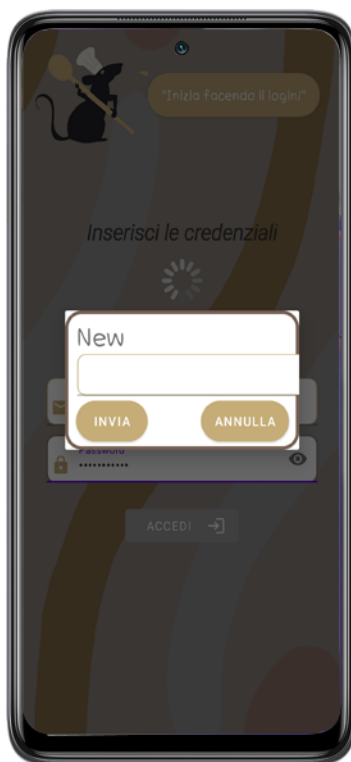 "Inizia facendo il login!"
Inserisci le credenziali
New
INVIA
ANNULLA
Password
•••••••••••
ACCEDI